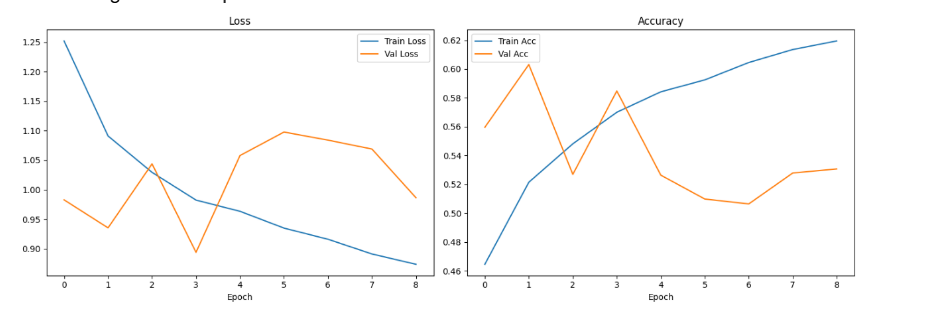 Loss
1.25
1.20
1.15
1.10
1.05
1.00
0.95
0.90
Train Loss
Val Loss
0 1 2 3 4 5 6 7 8
Epoch
Accuracy
0.62
0.60
0.58
0.56
0.54
0.52
0.50
0.48
0.46
Train Acc
Val Acc
0 1 2 3 4 5 6 7 8
Epoch